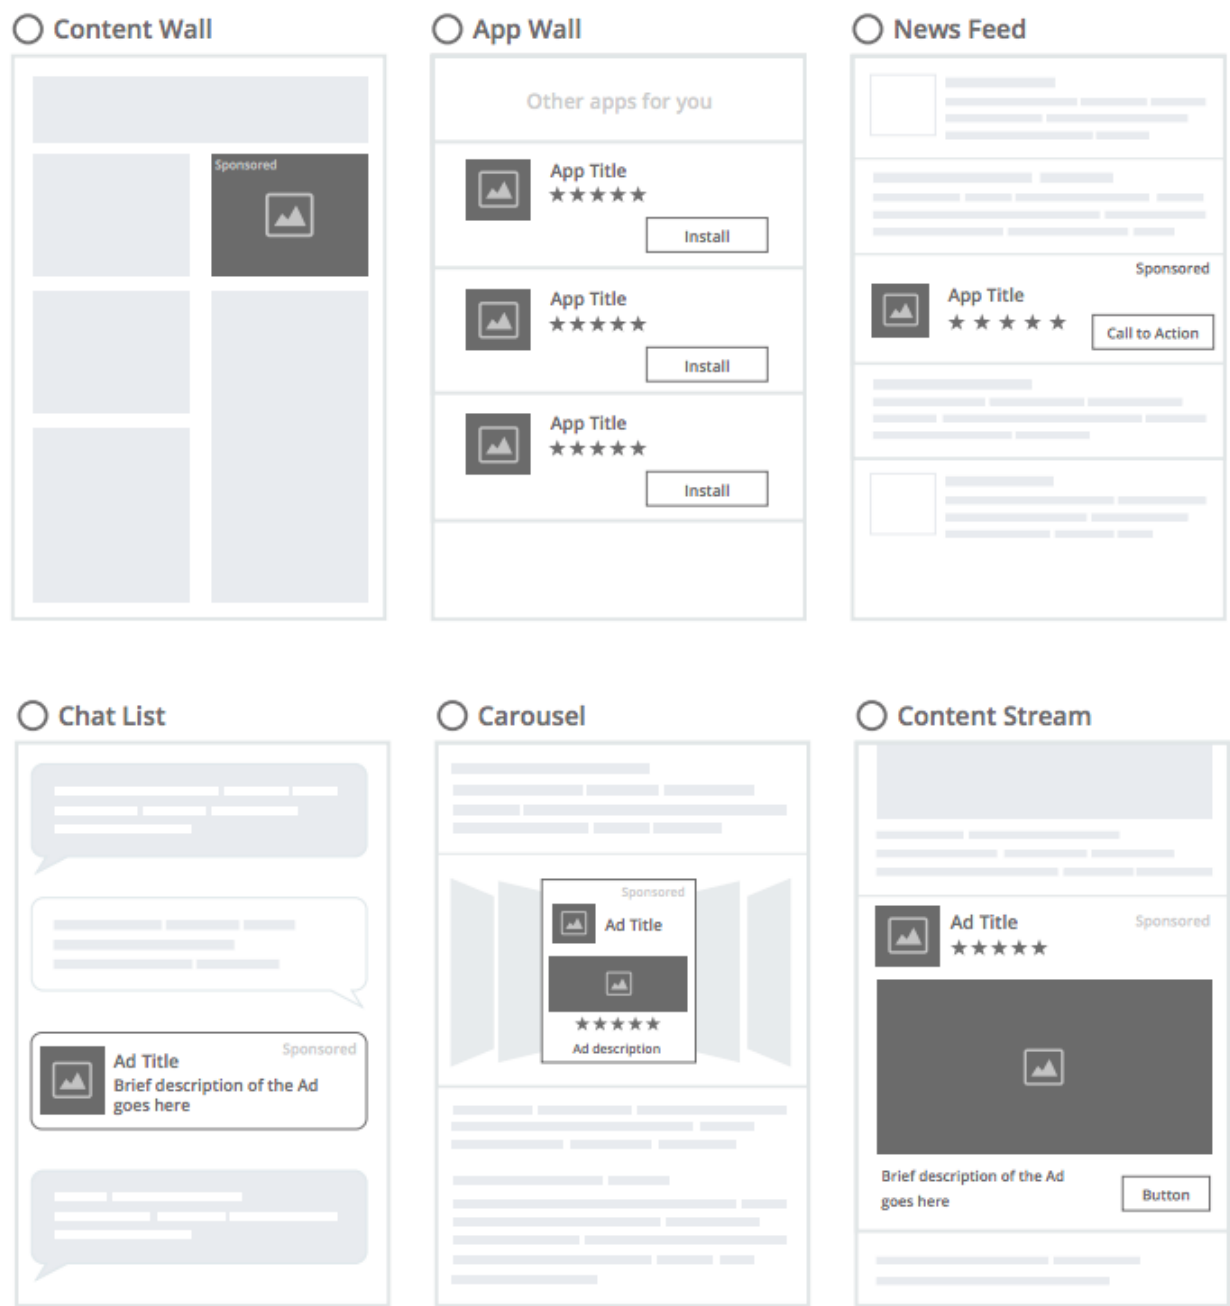 Content Wall
Sponsored
App Wall
Other apps for you
App Title
Install
App Title
Install
App Title
Install
News Feed
Sponsored
App Title
Call to Action
Chat List
Sponsored
Ad Title
Brief description of the Ad
goes here
Carousel
Sponsored
Ad Title
Ad description
Content Stream
Ad Title
Sponsored
Brief description of the Ad
goes here
Button